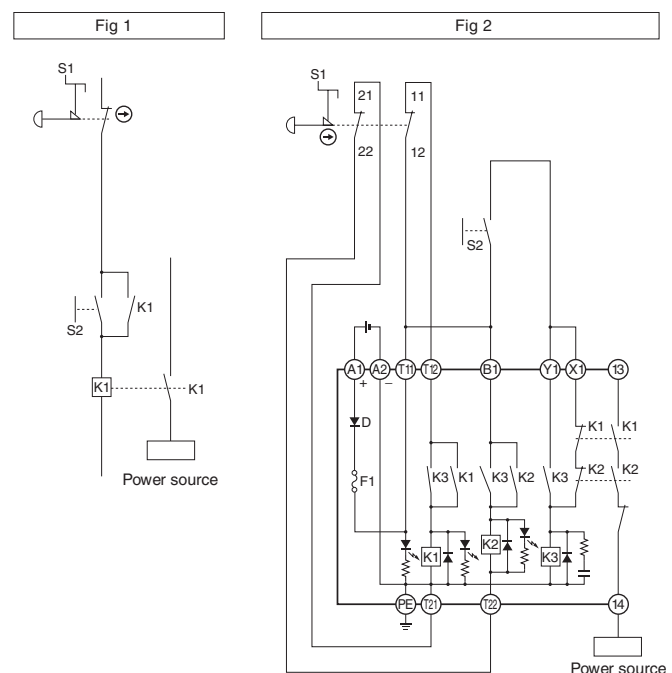 Fig 1
Fig 2
S1
S2
K1
K1
K1
Power source
S1
21
11
22
12
S2
A1
A2
T11
T12
B1
Y1
X1
13
+
−
D
F1
K3
K1
K3
K2
K3
K1
K1
K2
K2
K1
K2
K3
PE
T21
T22
14
Power source